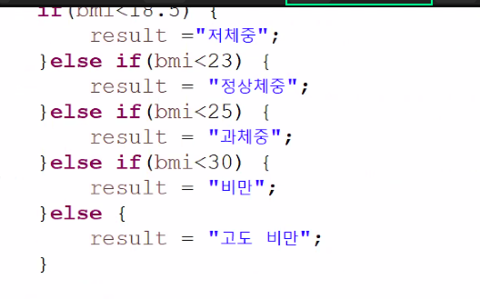 if(bmi<18.5) {
result ="저체중";
}else if(bmi<23) {
result = "정상체중";
}else if(bmi<25) {
result = "과체중";
}else if(bmi<30) {
result = "비만";
}else {
result = "고도 비만";
}